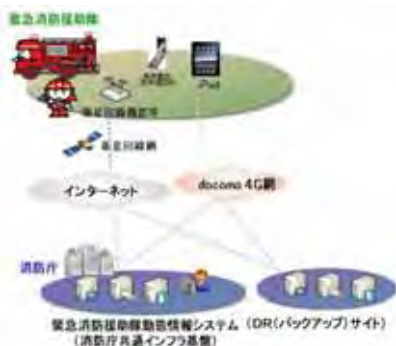 緊急消防援助隊
iPad
衛星回線網
インターネット
docomo 4G網
消防庁
緊急消防援助隊動態情報システム
(消防庁共通インフラ基盤)
DR(バックアップ)サイト)